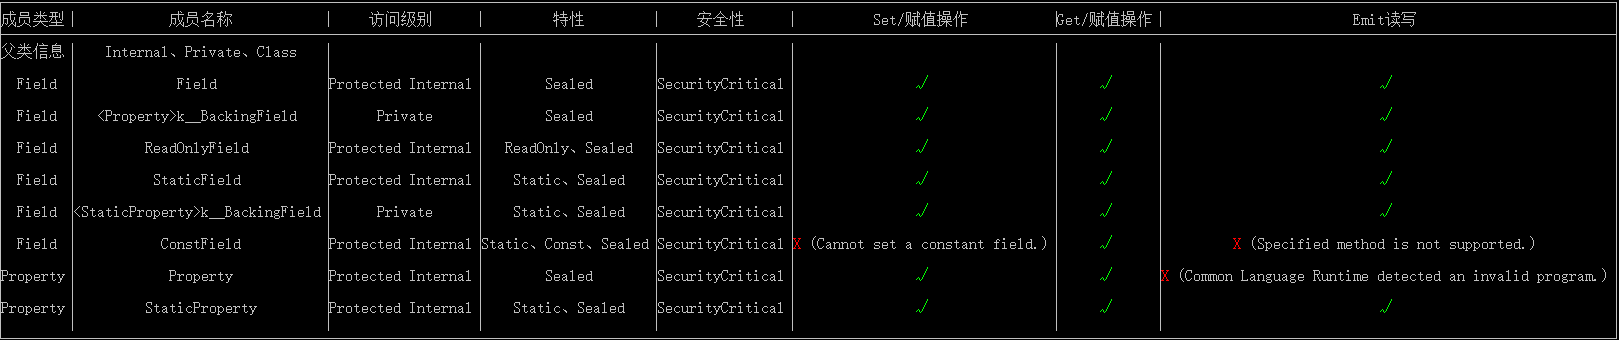 成员类型 | 成员名称 | 访问级别 | 特性 | 安全性 | Set/赋值操作 | Get/赋值操作 | Emit读写
父类信息 | Internal、Private、Class | | | | | |
Field | Field | Protected Internal | Sealed | SecurityCritical | √ | √ | √
Field | <Property>k__BackingField | Private | Sealed | SecurityCritical | √ | √ | √
Field | ReadOnlyField | Protected Internal | ReadOnly、Sealed | SecurityCritical | √ | √ | √
Field | StaticField | Protected Internal | Static、Sealed | SecurityCritical | √ | √ | √
Field | <StaticProperty>k__BackingField | Private | Static、Sealed | SecurityCritical | √ | √ | √
Field | ConstField | Protected Internal | Static、Const、Sealed | SecurityCritical | X (Cannot set a constant field.) | √ | X (Specified method is not supported.)
Property | Property | Protected Internal | Sealed | SecurityCritical | √ | √ | X (Common Language Runtime detected an invalid program.)
Property | StaticProperty | Protected Internal | Static、Sealed | SecurityCritical | √ | √ | √